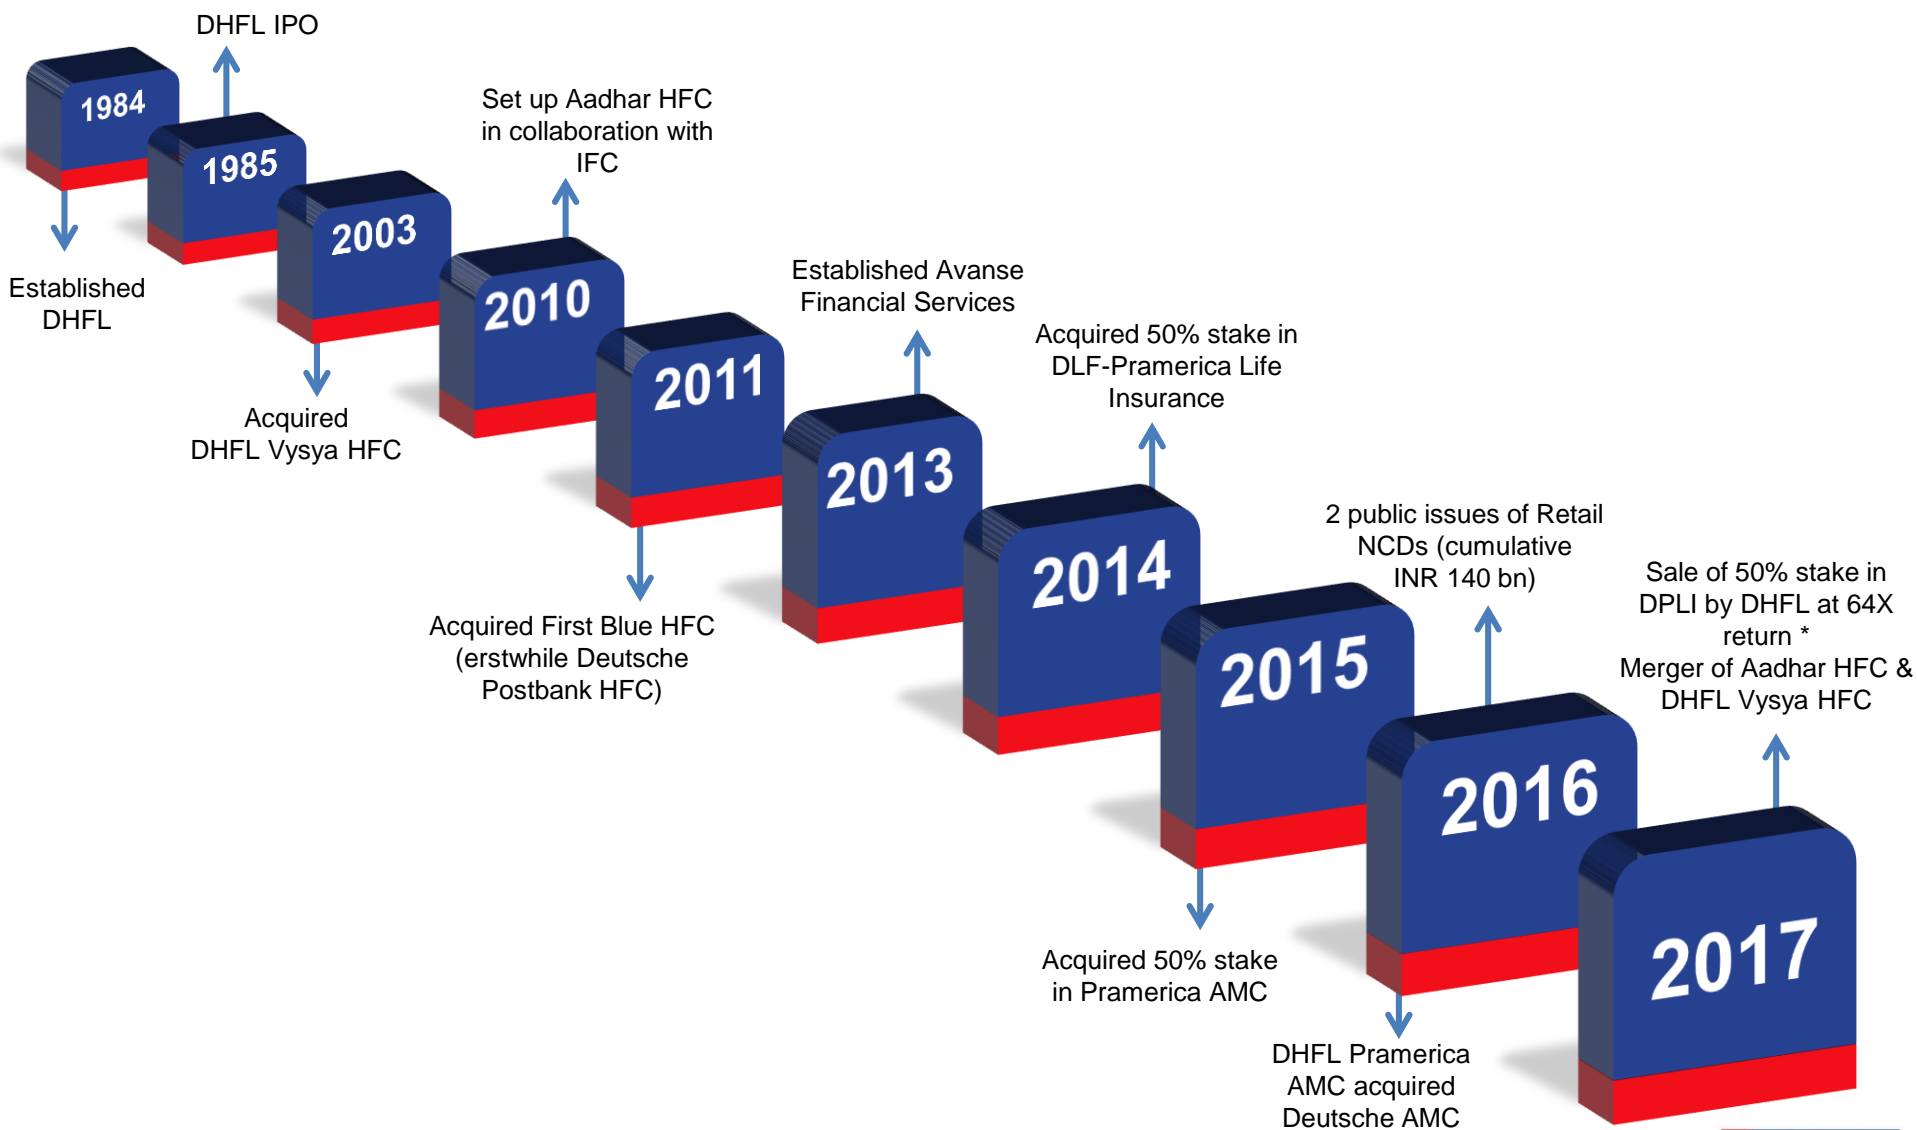 DHFL IPO
1984
Established
DHFL
1985
2003
Acquired
DHFL Vysya HFC
Set up Aadhar HFC
in collaboration with
IFC
2010
2011
Acquired First Blue HFC
(erstwhile Deutsche
Postbank HFC)
Established Avanse
Financial Services
2013
Acquired 50% stake in
DLF-Pramerica Life
Insurance
2014
2015
Acquired 50% stake
in Pramerica AMC
2 public issues of Retail
NCDs (cumulative
INR 140 bn)
2016
DHFL Pramerica
AMC acquired
Deutsche AMC
Sale of 50% stake in
DPLI by DHFL at 64X
return *
Merger of Aadhar HFC &
DHFL Vysya HFC
2017